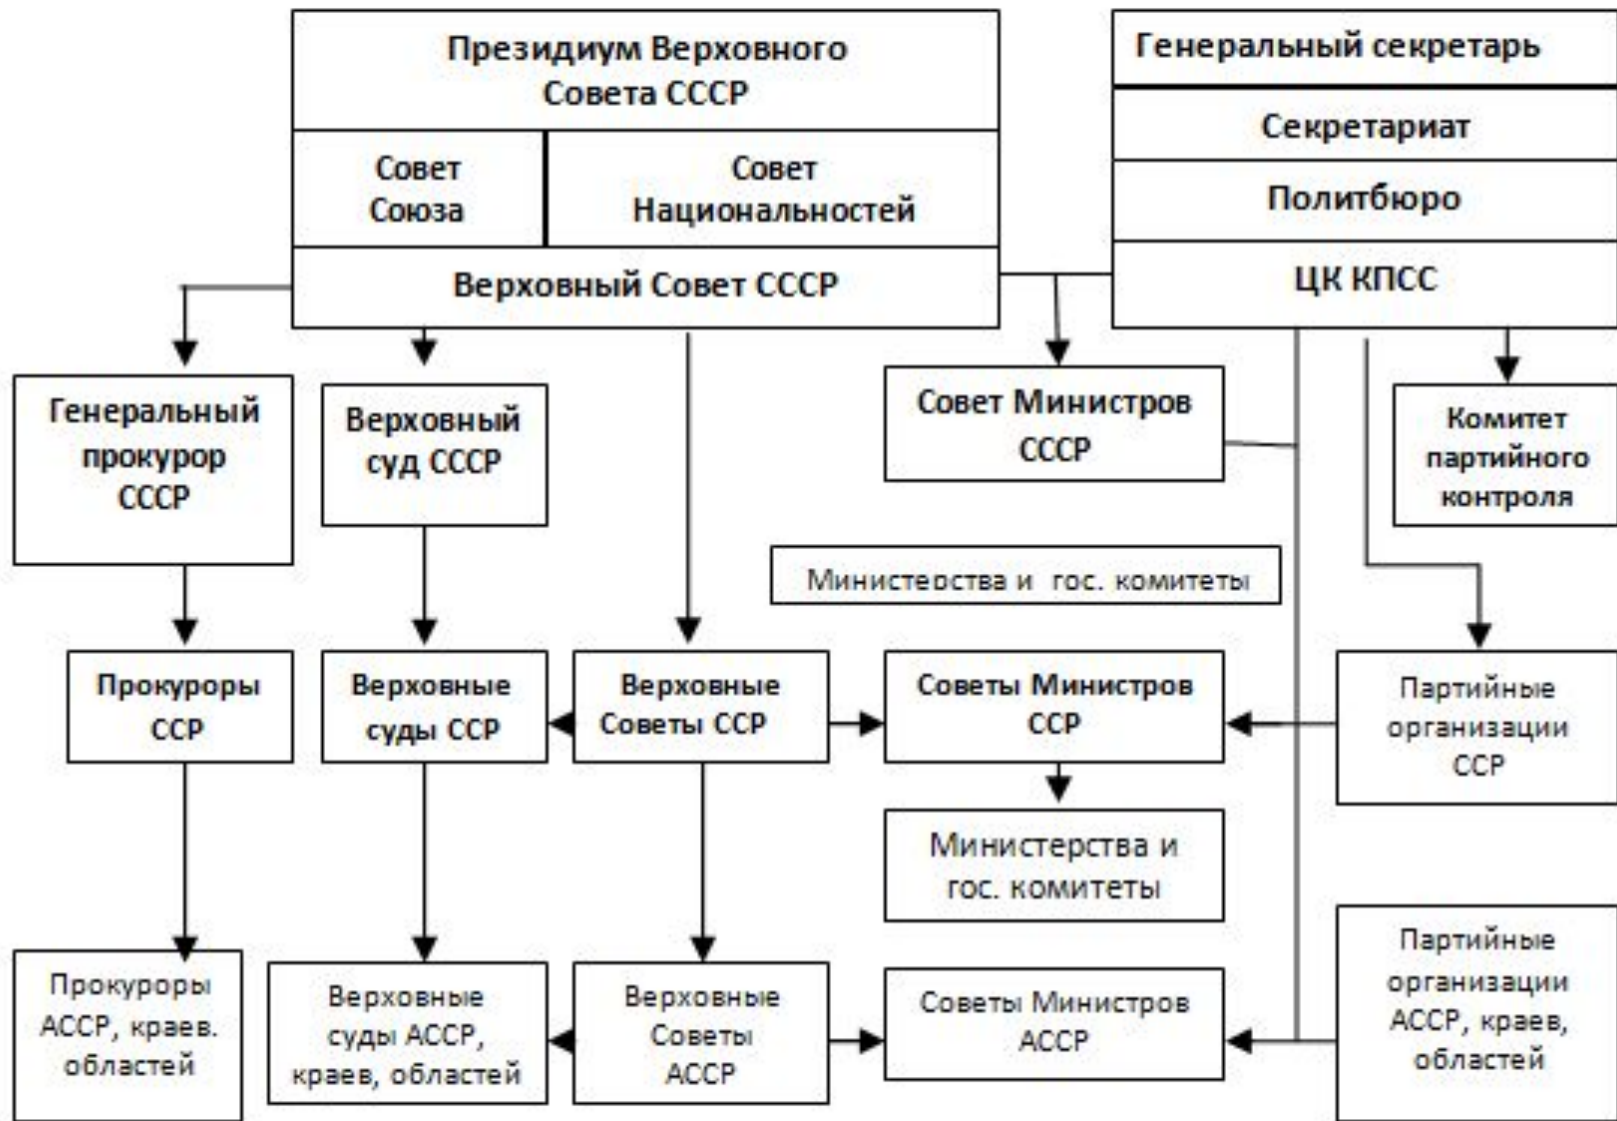 Президиум Верховного
Совета СССР
Генеральный секретарь
Секретариат
Совет
Союза
Совет
Национальностей
Политбюро
Верховный Совет СССР
ЦК КПСС
Генеральный
прокурор
СССР
Верховный
суд СССР
Совет Министров
СССР
Комитет
партийного
контроля
Министерства и гос. комитеты
Прокуроры
ССР
Верховные
суды ССР
Верховные
Советы ССР
Советы Министров
ССР
Партийные
организации
ССР
Министерства и
гос. комитеты
Прокуроры
АССР, краев.
областей
Верховные
суды АССР,
краев, областей
Верховные
Советы
АССР
Советы Министров
АССР
Партийные
организации
АССР, краев,
областей